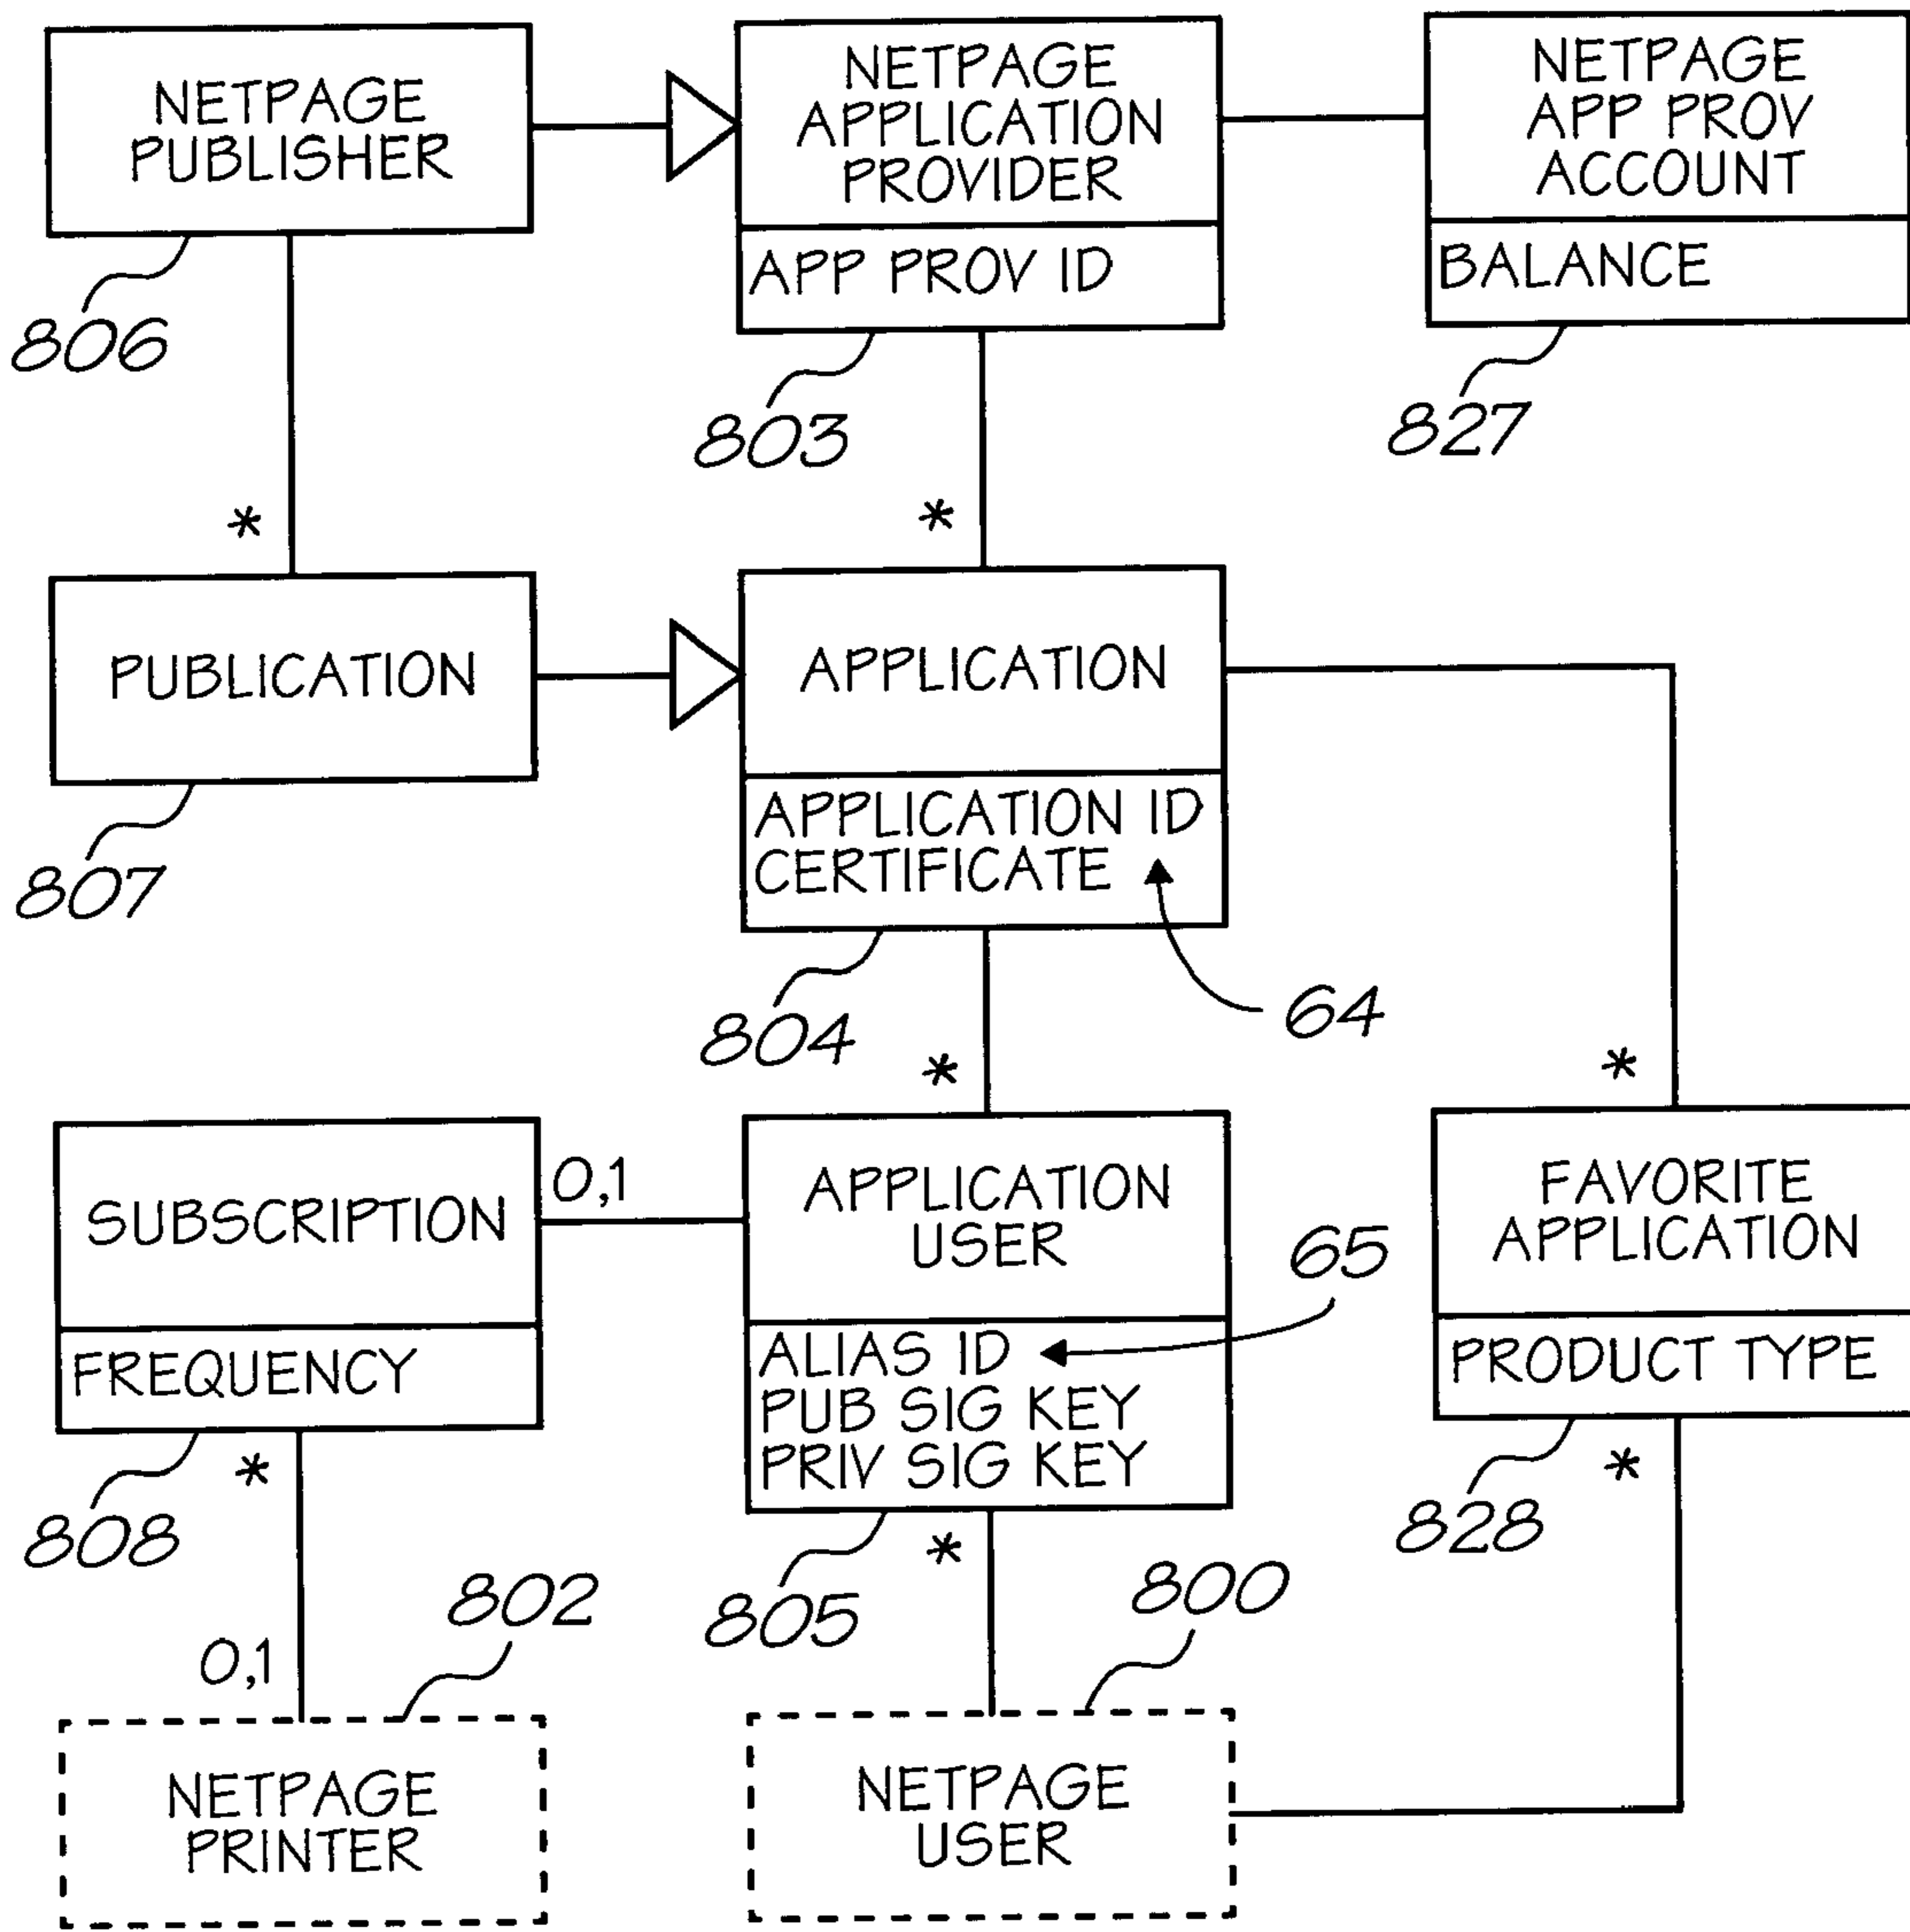 NETPAGE
PUBLISHER
806
NETPAGE
APPLICATION
PROVIDER
APP PROV ID
803
NETPAGE
APP PROV
ACCOUNT
BALANCE
827
*
*
PUBLICATION
807
APPLICATION
APPLICATION ID
CERTIFICATE
64
804
*
*
SUBSCRIPTION
0,1
FREQUENCY
808
*
APPLICATION
USER
65
ALIAS ID
PUB SIG KEY
PRIV SIG KEY
805
*
FAVORITE
APPLICATION
PRODUCT TYPE
828
*
802
0,1
800
NETPAGE
PRINTER
NETPAGE
USER